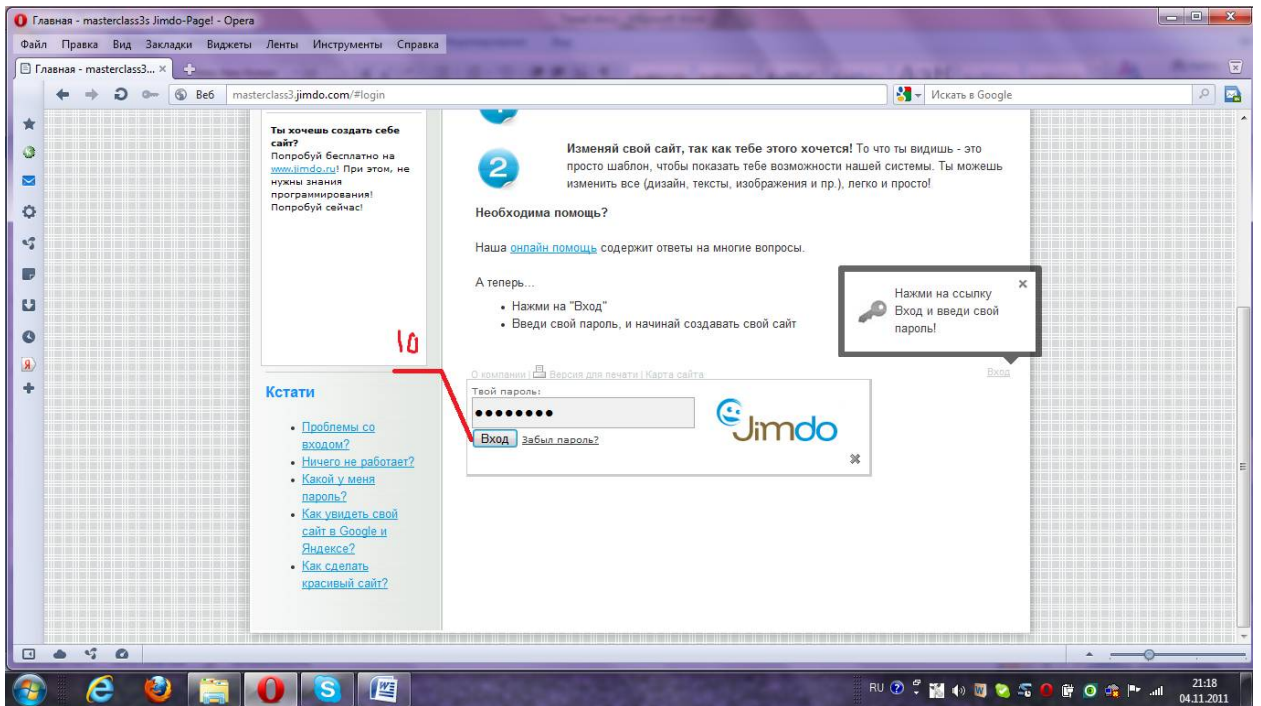 Главная - masterclass3s Jimdo-Page! - Opera
Файл Правка Вид Закладки Виджеты Ленты Инструменты Справка
Главная - masterclass3...
Веб masterclass3.jimdo.com/#login
Искать в Google
Ты хочешь создать себе
сайт?
Попробуй бесплатно на
www.jimdo.ru! При этом, не
нужны знания
программирования!
Попробуй сейчас!
2
Изменяй свой сайт, так как тебе этого хочется! То что ты видишь - это
просто шаблон, чтобы показать тебе возможности нашей системы. Ты можешь
изменить все (дизайн, тексты, изображения и пр.), легко и просто!
Необходима помощь?
Наша онлайн помощь содержит ответы на многие вопросы.
А теперь...
• Нажми на "Вход"
• Введи свой пароль, и начинай создавать свой сайт
Нажми на ссылку
Вход и введи свой
пароль!
10
О компании | Версия для печати | Карта сайта
Вход
Твой пароль:
Вход Забыл пароль?
Jimdo
Кстати
• Проблемы со
входом?
• Ничего не работает?
• Какой у меня
пароль?
• Как увидеть свой
сайт в Google и
Яндексе?
• Как сделать
красивый сайт?
RU
21:18
04.11.2011